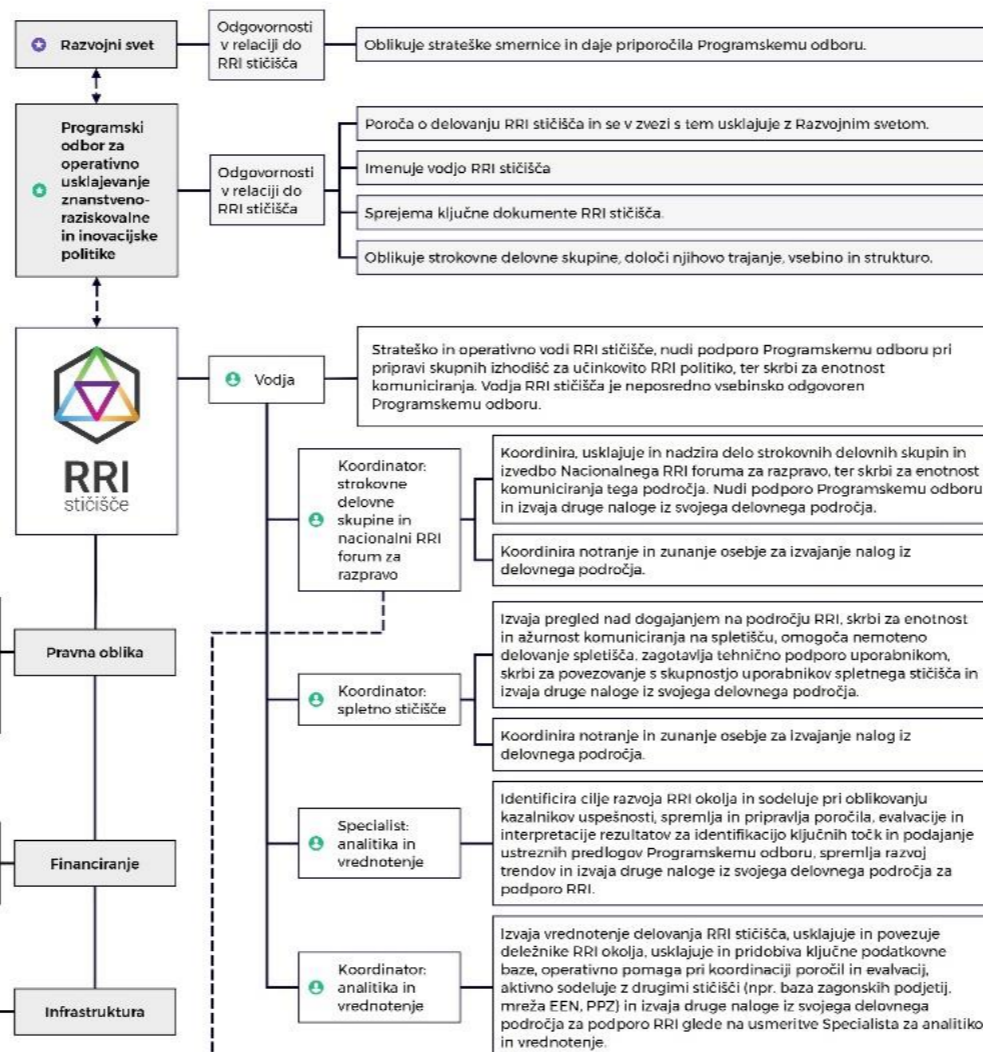 Razvojni svet
Odgovornosti
v relaciji do
RRI stičišča
Oblikuje strateške smernice in daje priporočila Programskemu odboru.
Programski
odbor za
operativno
usklajevanje
znanstveno-
raziskovalne
in inovacijske
politike
Odgovornosti
v relaciji do
RRI stičišča
Poroča o delovanju RRI stičišča in se v zvezi s tem usklajuje z Razvojnim svetom.
Imenuje vodjo RRI stičišča
Sprejema ključne dokumente RRI stičišča.
Oblikuje strokovne delovne skupine, določi njihovo trajanje, vsebino in strukturo.
RRI
stičišče
Vodja
Strateško in operativno vodi RRI stičišče, nudi podporo Programskemu odboru pri
pripravi skupnih izhodišč za učinkovito RRI politiko, ter skrbi za enotnost
komuniciranja. Vodja RRI stičišča je neposredno vsebinsko odgovoren
Programskemu odboru.
Koordinator:
strokovne
delovne
skupine in
nacionalni RRI
forum za
razpravo
Koordinira, usklajuje in nadzira delo strokovnih delovnih skupin in
izvedbo Nacionalnega RRI foruma za razpravo, ter skrbi za enotnost
komuniciranja tega področja. Nudi podporo Programskemu odboru
in izvaja druge naloge iz svojega delovnega področja.
Koordinira notranje in zunanje osebje za izvajanje nalog iz
delovnega področja.
Pravna oblika
Koordinator:
spletno stičišče
Izvaja pregled nad dogajanjem na področju RRI, skrbi za enotnost
in ažurnost komuniciranja na spletišču, omogoča nemoteno
delovanje spletišča, zagotavlja tehnično podporo uporabnikom,
skrbi za povezovanje s skupnostjo uporabnikov spletnega stičišča in
izvaja druge naloge iz svojega delovnega področja.
Koordinira notranje in zunanje osebje za izvajanje nalog iz
delovnega področja.
Financiranje
Specialist:
analitika in
vrednotenje
Identificira cilje razvoja RRI okolja in sodeluje pri oblikovanju
kazalnikov uspešnosti, spremlja in pripravlja poročila, evalvacije in
interpretacije rezultatov za identifikacijo ključnih točk in podajanje
ustreznih predlogov Programskemu odboru, spremlja razvoj
trendov in izvaja druge naloge iz svojega delovnega področja za
podporo RRI.
Infrastruktura
Koordinator:
analitika in
vrednotenje
Izvaja vrednotenje delovanja RRI stičišča, usklajuje in povezuje
deležnike RRI okolja, usklajuje in pridobiva ključne podatkovne
baze, operativno pomaga pri koordinaciji poročil in evalvacij,
aktivno sodeluje z drugimi stičišči (npr. baza zagonskih podjetij,
mreža EEN, PPZ) in izvaja druge naloge iz svojega delovnega
področja za podporo RRI glede na usmeritve Specialista za analitiko
in vrednotenje.